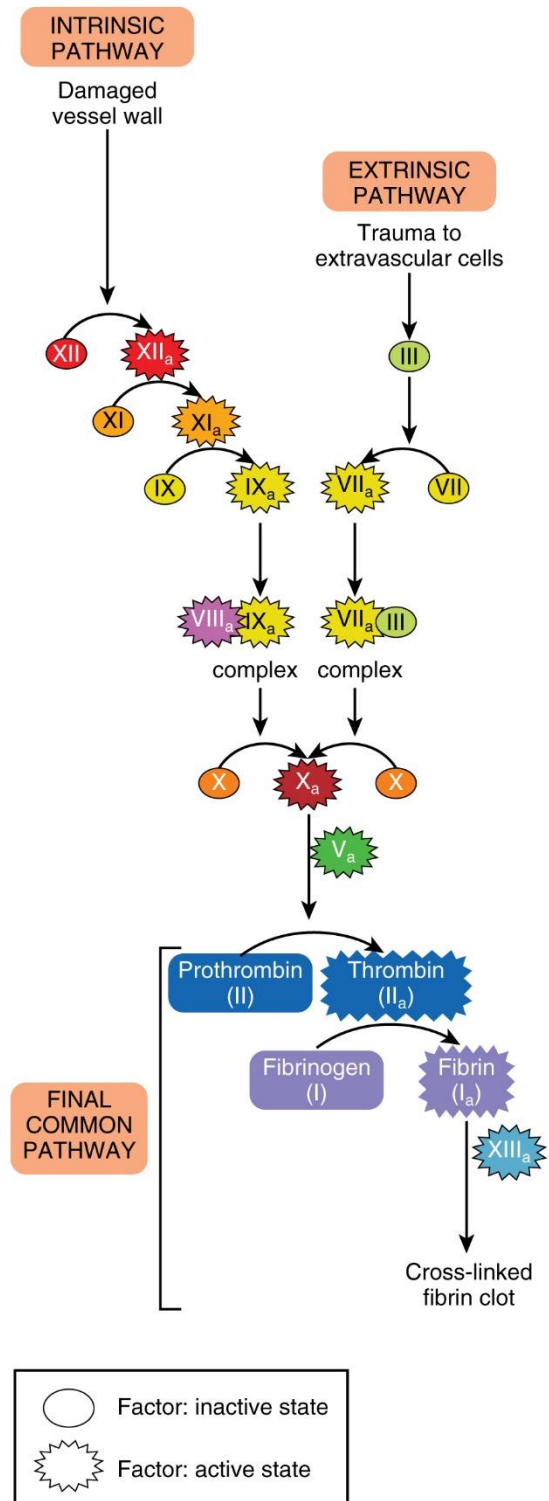 INTRINSIC
PATHWAY
Damaged
vessel wall
EXTRINSIC
PATHWAY
Trauma to
extravascular cells
XII
XIIa
III
XI
XIa
IX
IXa
VIIa
VII
VIIIa
IXa
VIIa
III
complex
complex
X
Xa
X
Va
Prothrombin
(II)
Thrombin
(IIa)
Fibrinogen
(I)
Fibrin
(Ia)
FINAL
COMMON
PATHWAY
XIIIa
Cross-linked
fibrin clot
Factor: inactive state
Factor: active state